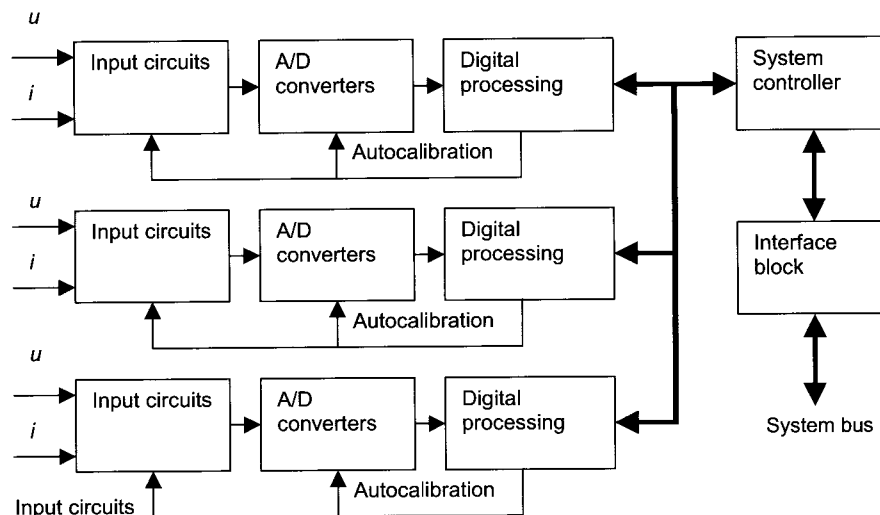 u
Input circuits
A/D
converters
Digital
processing
System
controller
i
Autocalibration
u
Input circuits
A/D
converters
Digital
processing
Interface
block
i
Autocalibration
u
Input circuits
A/D
converters
Digital
processing
System bus
i
Autocalibration
Input circuits